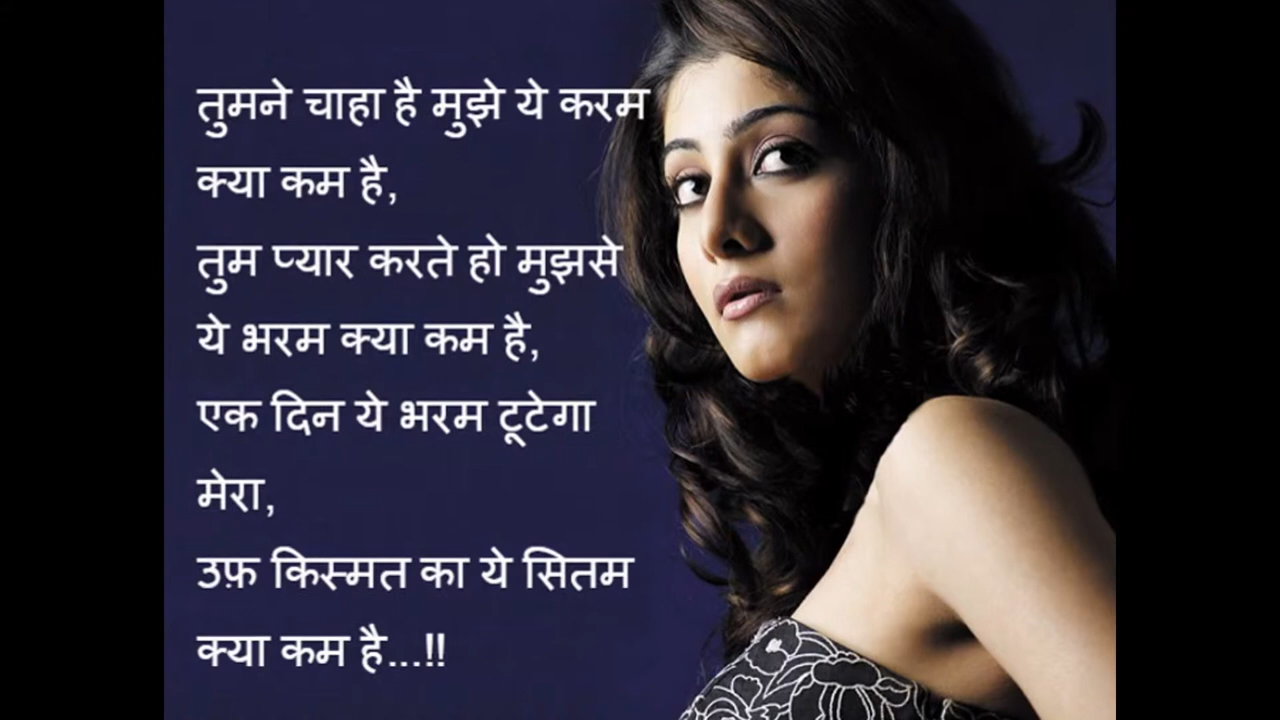 तुमने चाहा है मुझे ये करम
क्या कम है,
तुम प्यार करते हो मुझसे
ये भरम क्या कम है,
एक दिन ये भरम टूटेगा
मेरा,
उफ़ किस्मत का ये सितम
क्या कम है...!!